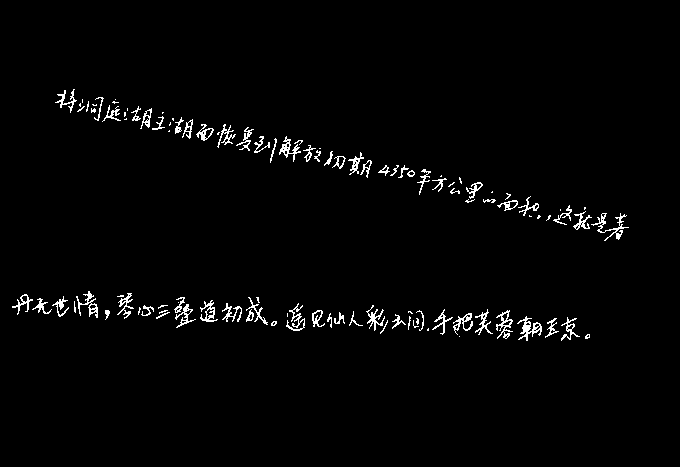 将洞庭湖主湖面恢复到解放初期4350平方公里的面积,这就是著
丹无世情,琴心三叠道初成。遥见仙人彩云间,手把芙蓉朝玉京。